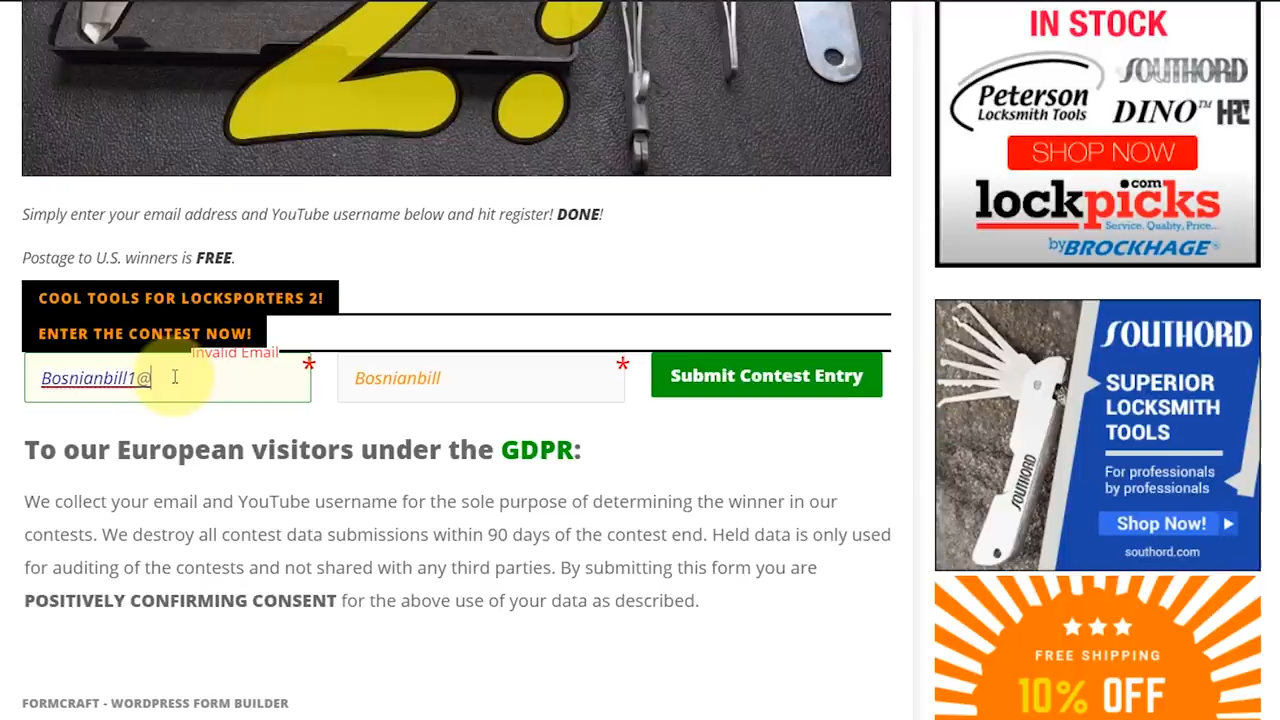 2!
Simply enter your email address and YouTube username below and hit register! DONE!
Postage to U.S. winners is FREE.
COOL TOOLS FOR LOCKSPORTERS 2!
ENTER THE CONTEST NOW!
Invalid Email
Bosnianbill1@
*
Bosnianbill
*
Submit Contest Entry
To our European visitors under the GDPR:
We collect your email and YouTube username for the sole purpose of determining the winner in our
contests. We destroy all contest data submissions within 90 days of the contest end. Held data is only used
for auditing of the contests and not shared with any third parties. By submitting this form you are
POSITIVELY CONFIRMING CONSENT for the above use of your data as described.
FORMCRAFT - WORDPRESS FORM BUILDER
IN STOCK
Peterson
Locksmith Tools
SOUTHORD
DINO™ HPC
SHOP NOW
lockpicks.com
Service, Quality, Price...
by BROCKHAGE®
SOUTHORD
SUPERIOR
LOCKSMITH
TOOLS
For professionals
by professionals
Shop Now!
southord.com
SOUTHORD
FREE SHIPPING
10% OFF